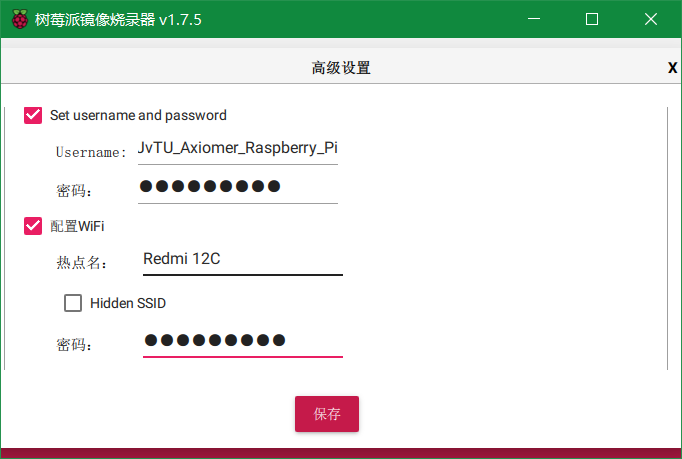 树莓派镜像烧录器 v1.7.5
高级设置
X
Set username and password
Username: JvTU_Axiomer_Raspberry_Pi
密码： ●●●●●●●●●
配置WiFi
热点名： Redmi 12C
Hidden SSID
密码： ●●●●●●●●●
保存